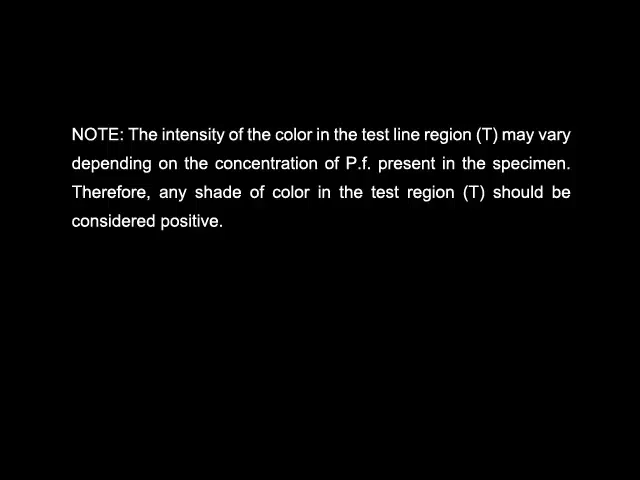 NOTE: The intensity of the color in the test line region (T) may vary
depending on the concentration of P.f. present in the specimen.
Therefore, any shade of color in the test region (T) should be
considered positive.